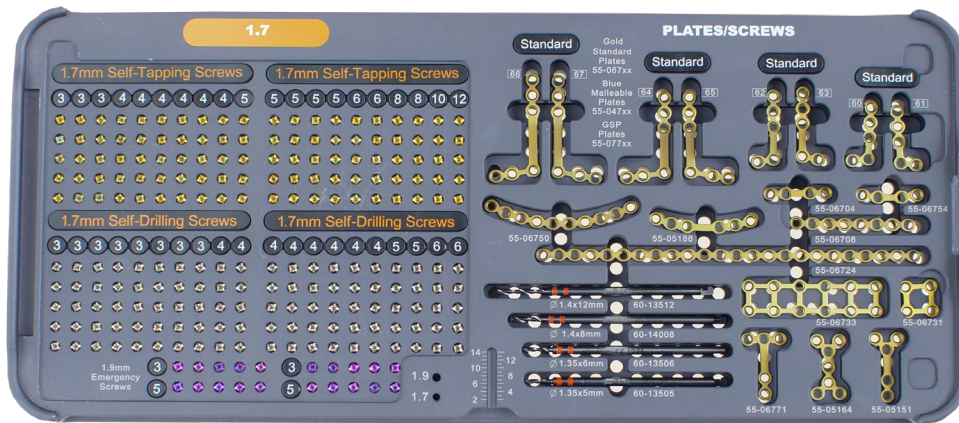 1.7
PLATES/SCREWS
1.7mm Self-Tapping Screws
3 3 3 4 4 4 4 4 4 5
1.7mm Self-Tapping Screws
5 5 5 5 6 6 8 8 10 12
1.7mm Self-Drilling Screws
3 3 3 3 3 3 3 3 4 4
1.7mm Self-Drilling Screws
4 4 4 4 4 4 5 5 6 6
1.9mm
Emergency
Screws
3
5
3
5
1.9
1.7
14
12
10
8
6
4
2
Standard
66
67
Gold
Standard
Plates
55-067xx
Blue
Malleable
Plates
55-047xx
GSP
Plates
55-077xx
Standard
64
65
Standard
62
63
Standard
60
61
55-06704
55-06754
55-06750
55-05188
55-06708
55-06724
Ø 1.4x12mm 60-13512
Ø 1.4x8mm 60-14008
Ø 1.35x6mm 60-13506
Ø 1.35x5mm 60-13505
55-06733
55-06731
55-06771
55-05164
55-05151